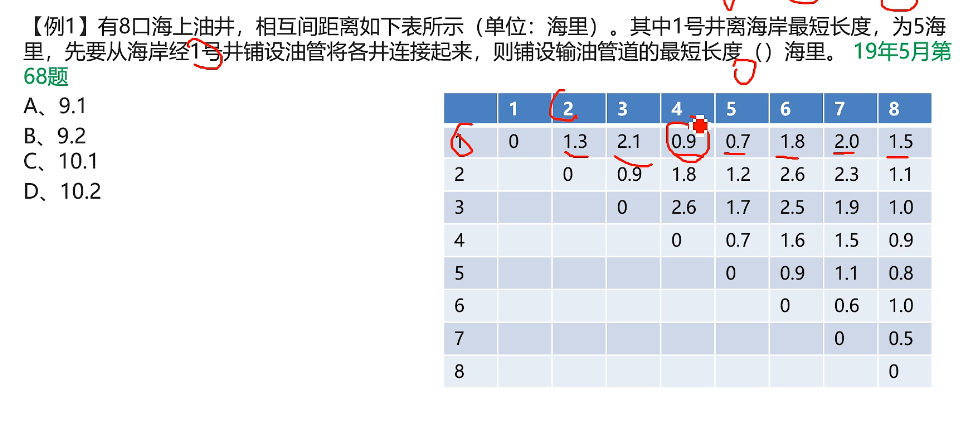 【例1】有8口海上油井，相互间距离如下表所示（单位：海里）。其中1号井离海岸最短长度，为5海
里，先要从海岸经1号井铺设油管将各井连接起来，则铺设输油管道的最短长度（）海里。 19年5月第
68题
A、9.1
B、9.2
C、10.1
D、10.2
1 2 3 4 5 6 7 8
1 0 1.3 2.1 0.9 0.7 1.8 2.0 1.5
2 0 0.9 1.8 1.2 2.6 2.3 1.1
3 0 2.6 1.7 2.5 1.9 1.0
4 0 0.7 1.6 1.5 0.9
5 0 0.9 1.1 0.8
6 0 0.6 1.0
7 0 0.5
8 0